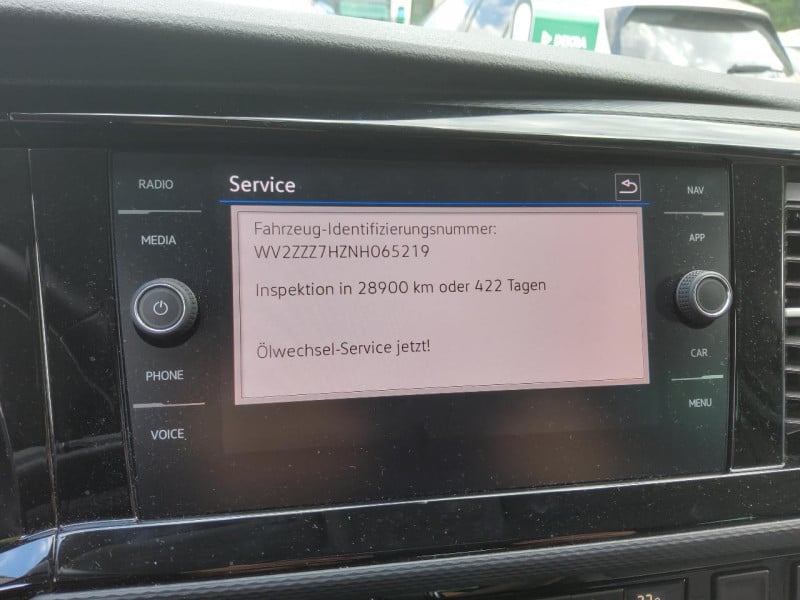 RADIO
MEDIA
PHONE
VOICE
Service
Fahrzeug-Identifizierungsnummer:
WV2ZZZ7HZNH065219
Inspektion in 28900 km oder 422 Tagen
Ölwechsel-Service jetzt!
NAV
APP
CAR
MENU